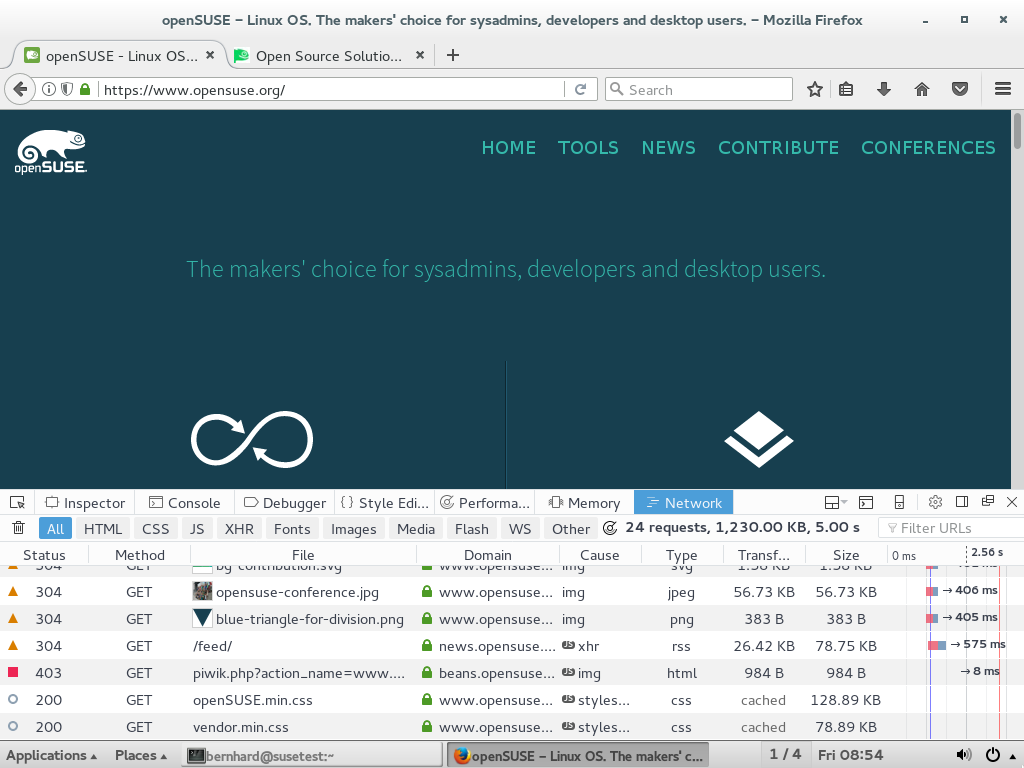 openSUSE – Linux OS. The makers' choice for sysadmins, developers and desktop users. – Mozilla Firefox
openSUSE - Linux OS...
Open Source Solutio...
https://www.opensuse.org/
Search
openSUSE
HOME TOOLS NEWS CONTRIBUTE CONFERENCES
The makers' choice for sysadmins, developers and desktop users.
Inspector Console Debugger { } Style Edi... Performa... Memory Network
All HTML CSS JS XHR Fonts Images Media Flash WS Other 24 requests, 1,230.00 KB, 5.00 s Filter URLs
Status Method File Domain Cause Type Transf... Size 0 ms 2.56 s
304 GET bg-contribution.svg www.opensuse.... img svg 1.38 KB 1.38 KB
304 GET opensuse-conference.jpg www.opensuse.... img jpeg 56.73 KB 56.73 KB → 406 ms
304 GET blue-triangle-for-division.png www.opensuse.... img png 383 B 383 B → 405 ms
304 GET /feed/ news.opensuse.... JS xhr rss 26.42 KB 78.75 KB → 575 ms
403 GET piwik.php?action_name=www.... beans.opensuse... JS img html 984 B 984 B → 8 ms
200 GET openSUSE.min.css www.opensuse.... JS styles... css cached 128.89 KB
200 GET vendor.min.css www.opensuse.... JS styles... css cached 78.89 KB
Applications Places bernhard@susetest:~ openSUSE – Linux OS. The makers' c... 1 / 4 Fri 08:54